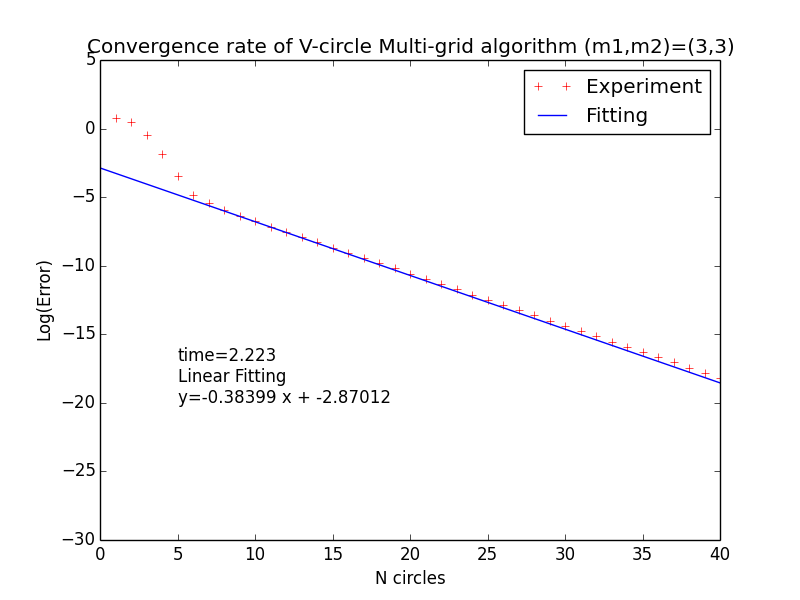 Convergence rate of V-circle Multi-grid algorithm (m1,m2)=(3,3)
5
0
−5
−10
−15
−20
−25
−30
Log(Error)
Experiment
Fitting
time=2.223
Linear Fitting
y=-0.38399 x + -2.87012
0 5 10 15 20 25 30 35 40
N circles